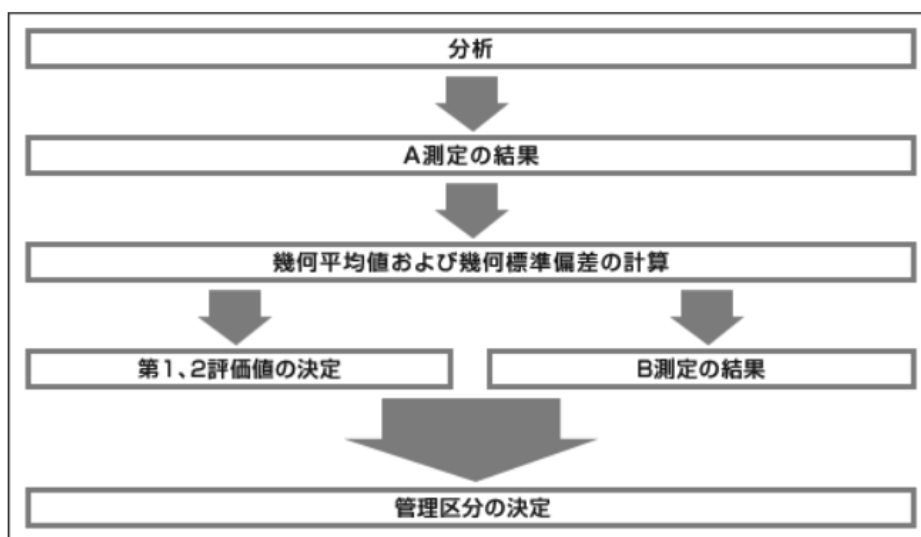 分析
A測定の結果
幾何平均値および幾何標準偏差の計算
第1、2評価値の決定
B測定の結果
管理区分の決定